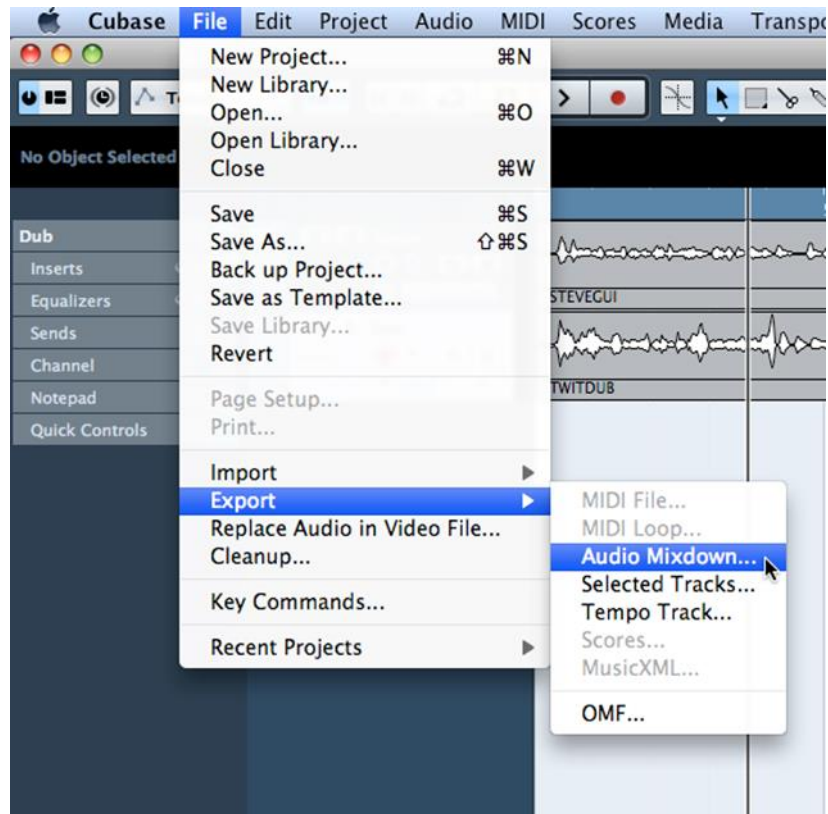 Cubase File Edit Project Audio MIDI Scores Media Transpo
New Project... ⌘N
New Library...
Open... ⌘O
Open Library...
Close ⌘W
Save ⌘S
Save As... ⇧⌘S
Back up Project...
Save as Template...
Save Library...
Revert
Page Setup...
Print...
Import
Export
Replace Audio in Video File...
Cleanup...
Key Commands...
Recent Projects
MIDI File...
MIDI Loop...
Audio Mixdown...
Selected Tracks...
Tempo Track...
Scores...
MusicXML...
OMF...
No Object Selected
Dub
Inserts
Equalizers
Sends
Channel
Notepad
Quick Controls
STEVEGUI
TWITDUB